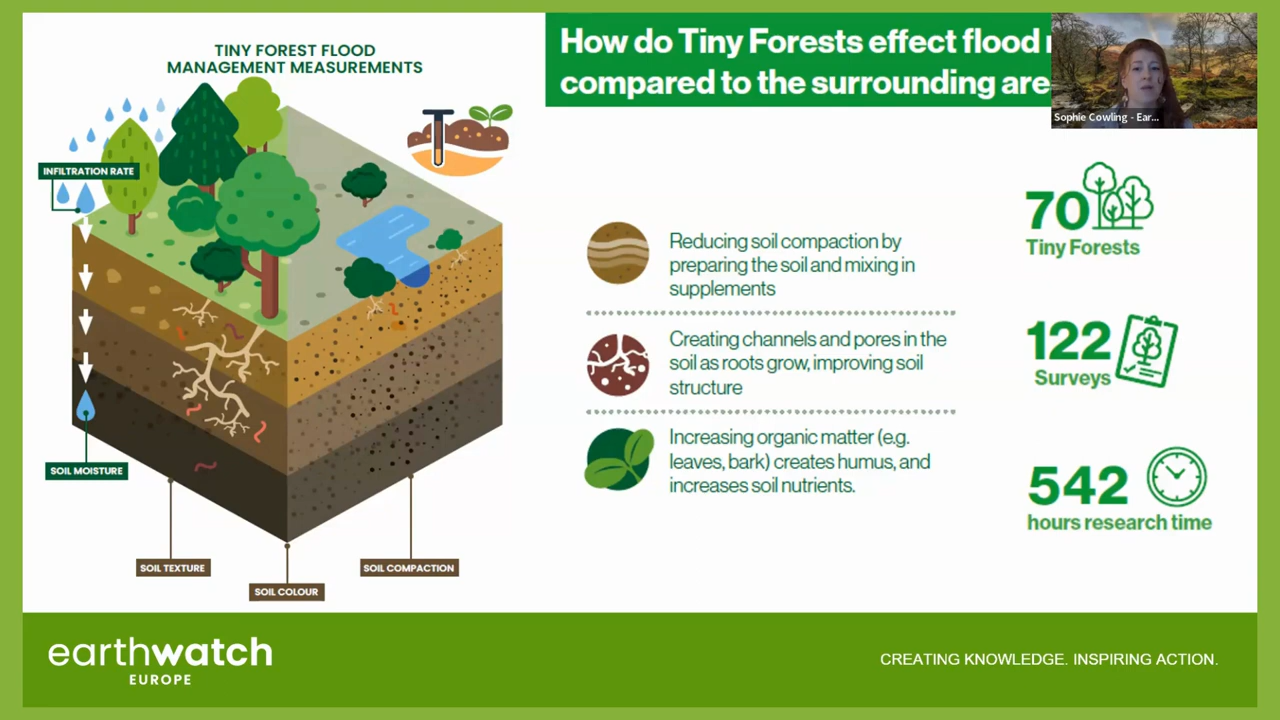 TINY FOREST FLOOD
MANAGEMENT MEASUREMENTS
How do Tiny Forests effect flood
compared to the surrounding are
Sophie Cowling - Ear...
INFILTRATION RATE
SOIL MOISTURE
SOIL TEXTURE
SOIL COLOUR
SOIL COMPACTION
Reducing soil compaction by
preparing the soil and mixing in
supplements
Creating channels and pores in the
soil as roots grow, improving soil
structure
Increasing organic matter (e.g.
leaves, bark) creates humus, and
increases soil nutrients.
70
Tiny Forests
122
Surveys
542
hours research time
earthwatch
EUROPE
CREATING KNOWLEDGE. INSPIRING ACTION.